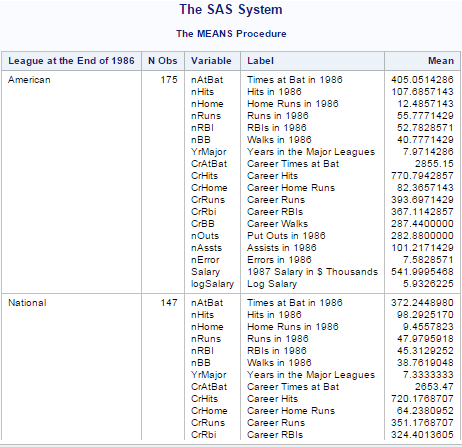 The SAS System
The MEANS Procedure
League at the End of 1986 N Obs Variable Label Mean
American 175 nAtBat Times at Bat in 1986 405.0514286
nHits Hits in 1986 107.6857143
nHome Home Runs in 1986 12.4857143
nRuns Runs in 1986 55.7771429
nRBI RBIs in 1986 52.7828571
nBB Walks in 1986 40.7771429
YrMajor Years in the Major Leagues 7.9714286
CrAtBat Career Times at Bat 2855.15
CrHits Career Hits 770.7942857
CrHome Career Home Runs 82.3657143
CrRuns Career Runs 393.6971429
CrRbi Career RBIs 367.1142857
CrBB Career Walks 287.4400000
nOuts Put Outs in 1986 282.8800000
nAssts Assists in 1986 101.2171429
nError Errors in 1986 7.5828571
Salary 1987 Salary in $ Thousands 541.9995468
logSalary Log Salary 5.9326225
National 147 nAtBat Times at Bat in 1986 372.2448980
nHits Hits in 1986 98.2925170
nHome Home Runs in 1986 9.4557823
nRuns Runs in 1986 47.9795918
nRBI RBIs in 1986 45.3129252
nBB Walks in 1986 38.7619048
YrMajor Years in the Major Leagues 7.3333333
CrAtBat Career Times at Bat 2653.47
CrHits Career Hits 720.1768707
CrHome Career Home Runs 64.2380952
CrRuns Career Runs 351.1768707
CrRbi Career RBIs 324.4013605